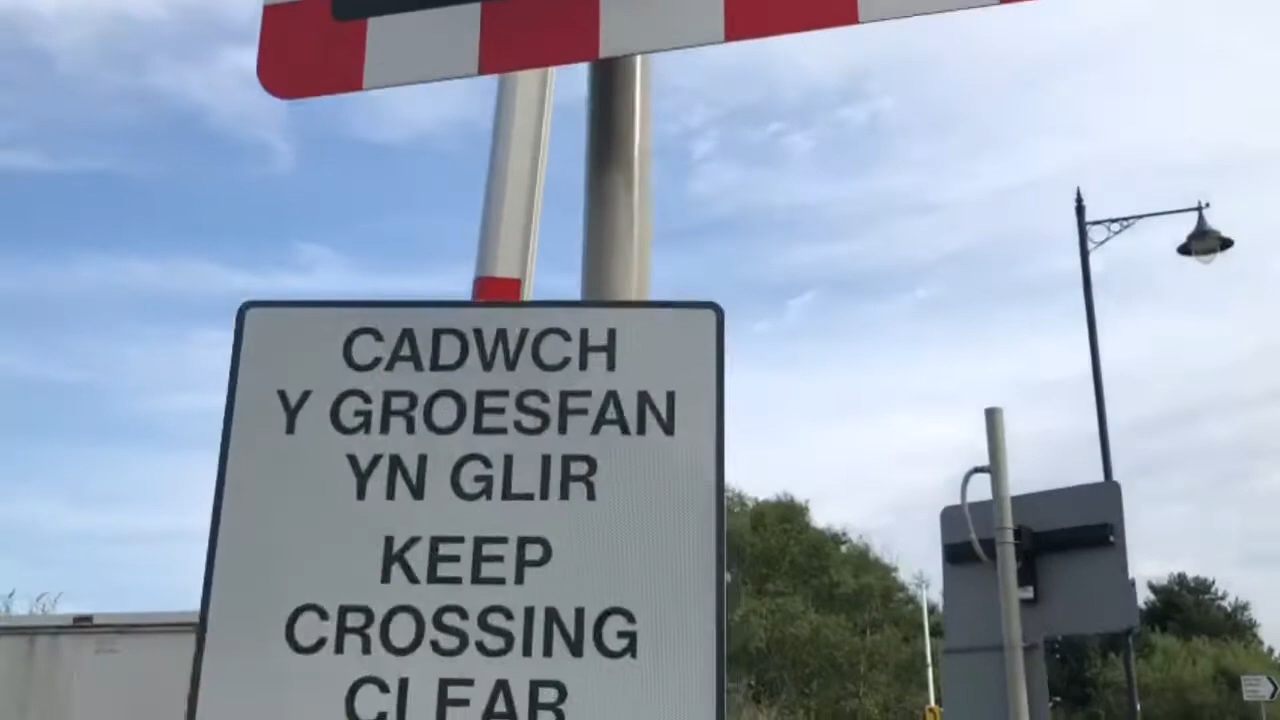 CADWCH
Y GROESFAN
YN GLIR
KEEP
CROSSING
CLEAR